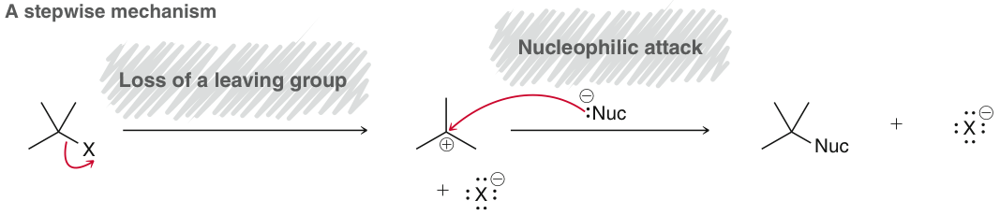 A stepwise mechanism
Nucleophilic attack
Loss of a leaving group
⊖
:Nuc
X
⊕
Nuc
+
:Ẍ:⊖
+
:Ẍ:⊖